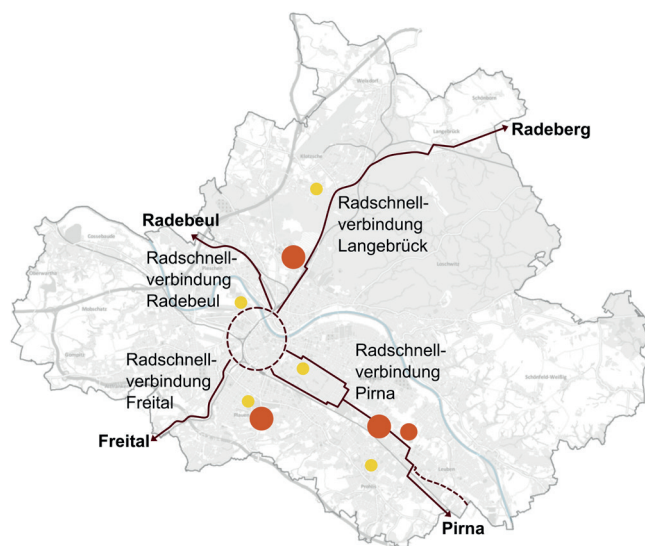 Radeberg
Radschnell-
verbindung
Langebrück
Radebeul
Radschnell-
verbindung
Radebeul
Radschnell-
verbindung
Pirna
Radschnell-
verbindung
Freital
Freital
Pirna